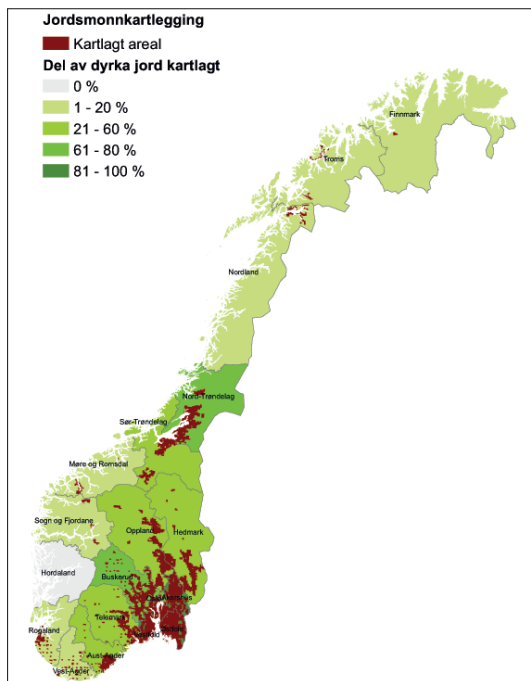 Jordsmonnkartlegging
Kartlagt areal
Del av dyrka jord kartlagt
0 %
1 - 20 %
21 - 60 %
61 - 80 %
81 - 100 %
Finnmark
Troms
Nordland
Nord-Trøndelag
Sør-Trøndelag
Møre og Romsdal
Sogn og Fjordane
Oppland
Hedmark
Hordaland
Buskerud
Akershus
Telemark
Rogaland
Aust-Agder
Vest-Agder